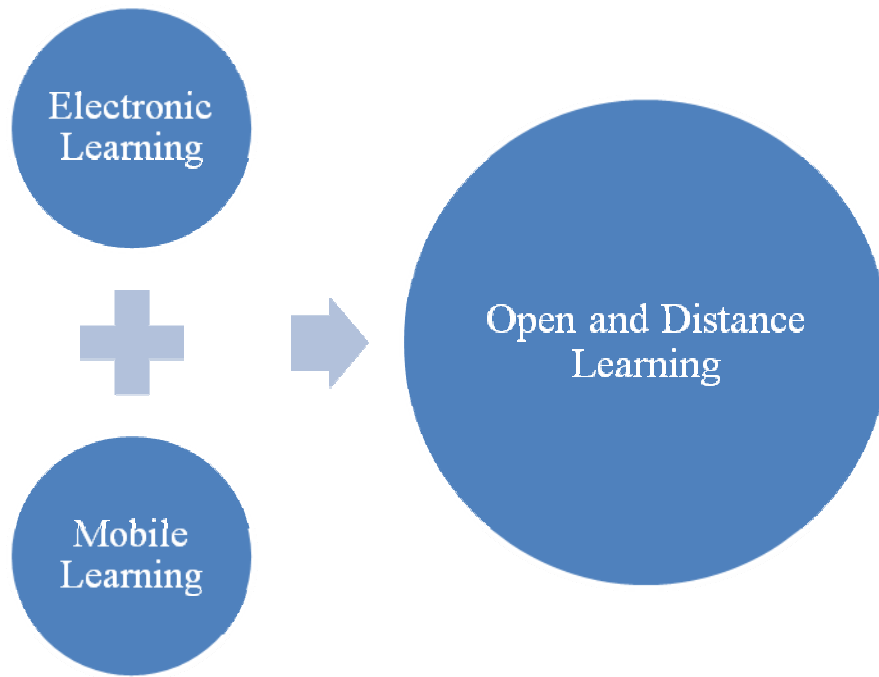 Electronic
Learning
Mobile
Learning
Open and Distance
Learning